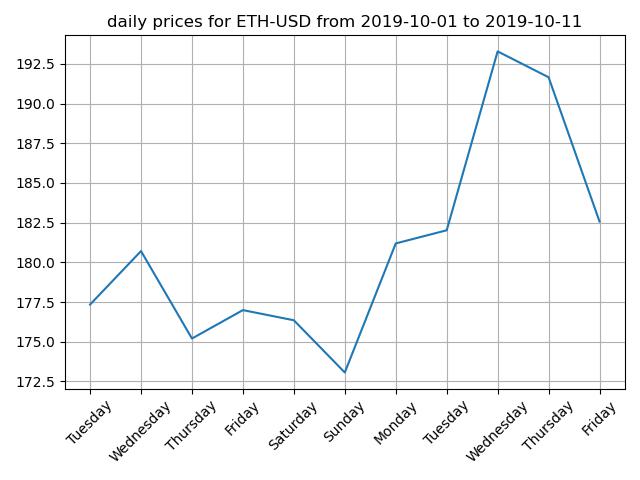 daily prices for ETH-USD from 2019-10-01 to 2019-10-11
192.5
190.0
187.5
185.0
182.5
180.0
177.5
175.0
172.5
Tuesday
Wednesday
Thursday
Friday
Saturday
Sunday
Monday
Tuesday
Wednesday
Thursday
Friday